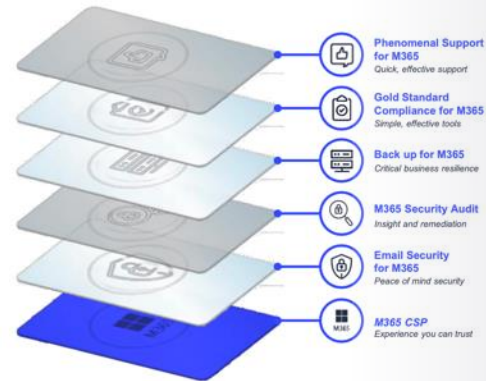 Phenomenal Support
for M365
Quick, effective support
Gold Standard
Compliance for M365
Simple, effective tools
Back up for M365
Critical business resilience
M365 Security Audit
Insight and remediation
Email Security
for M365
Peace of mind security
M365
M365
M365 CSP
Experience you can trust